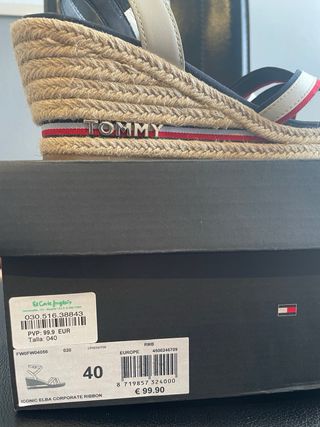 TOMMY
El Corte Inglés
030.516.38843
PVP: 99.9 EUR
Talla: 040
RWB
FW0FW04056 020 EUROPE
40
8 719857 324000
ICONIC ELBA CORPORATE RIBBON
€ 99.90